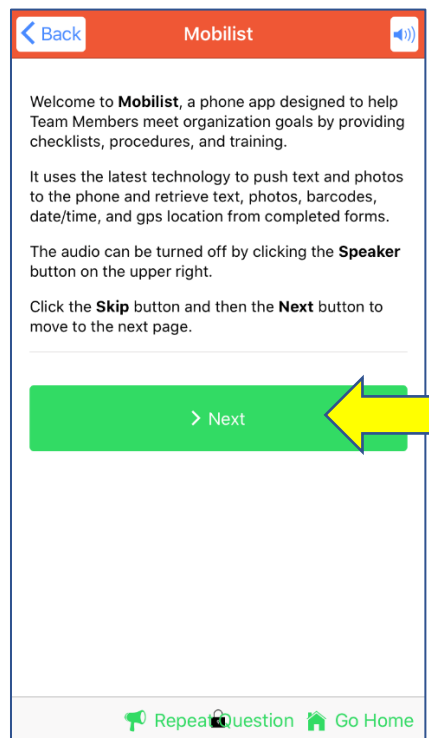 Back
Mobilist
Welcome to Mobilist, a phone app designed to help
Team Members meet organization goals by providing
checklists, procedures, and training.
It uses the latest technology to push text and photos
to the phone and retrieve text, photos, barcodes,
date/time, and gps location from completed forms.
The audio can be turned off by clicking the Speaker
button on the upper right.
Click the Skip button and then the Next button to
move to the next page.
Next
Repeat Question
Go Home